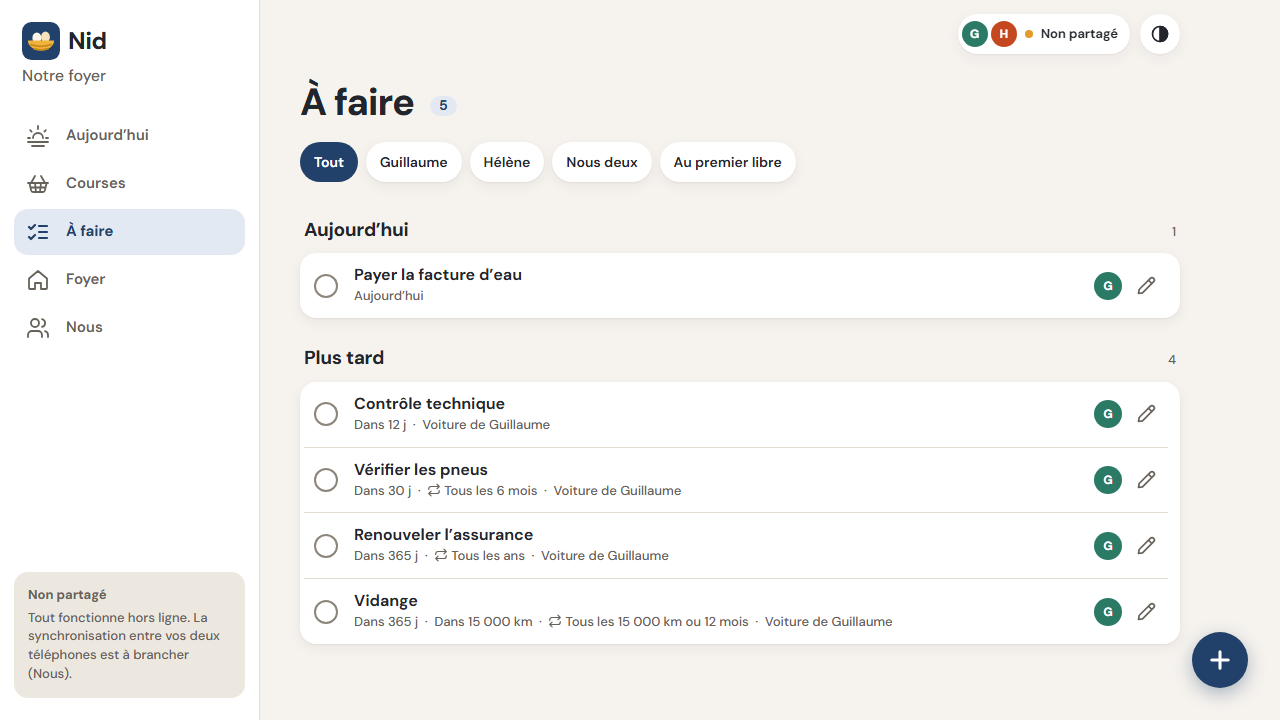 Nid
Notre foyer
Aujourd’hui
Courses
À faire
Foyer
Nous
Non partagé
Tout fonctionne hors ligne. La
synchronisation entre vos deux
téléphones est à brancher
(Nous).
G H Non partagé
À faire 5
Tout Guillaume Hélène Nous deux Au premier libre
Aujourd’hui 1
Payer la facture d’eau
Aujourd’hui
G
Plus tard 4
Contrôle technique
Dans 12 j · Voiture de Guillaume
G
Vérifier les pneus
Dans 30 j · Tous les 6 mois · Voiture de Guillaume
G
Renouveler l’assurance
Dans 365 j · Tous les ans · Voiture de Guillaume
G
Vidange
Dans 365 j · Dans 15 000 km · Tous les 15 000 km ou 12 mois · Voiture de Guillaume
G